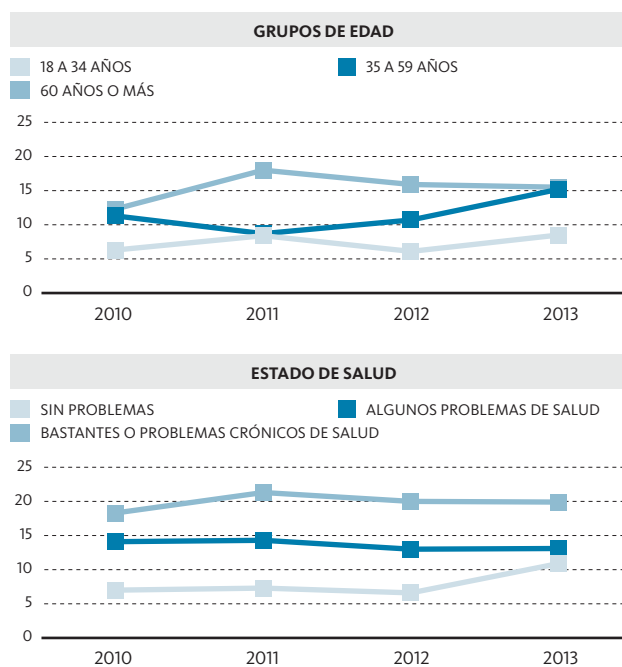 GRUPOS DE EDAD
18 A 34 AÑOS
35 A 59 AÑOS
60 AÑOS O MÁS
25
20
15
10
5
0
2010 2011 2012 2013
ESTADO DE SALUD
SIN PROBLEMAS
ALGUNOS PROBLEMAS DE SALUD
BASTANTES O PROBLEMAS CRÓNICOS DE SALUD
25
20
15
10
5
0
2010 2011 2012 2013